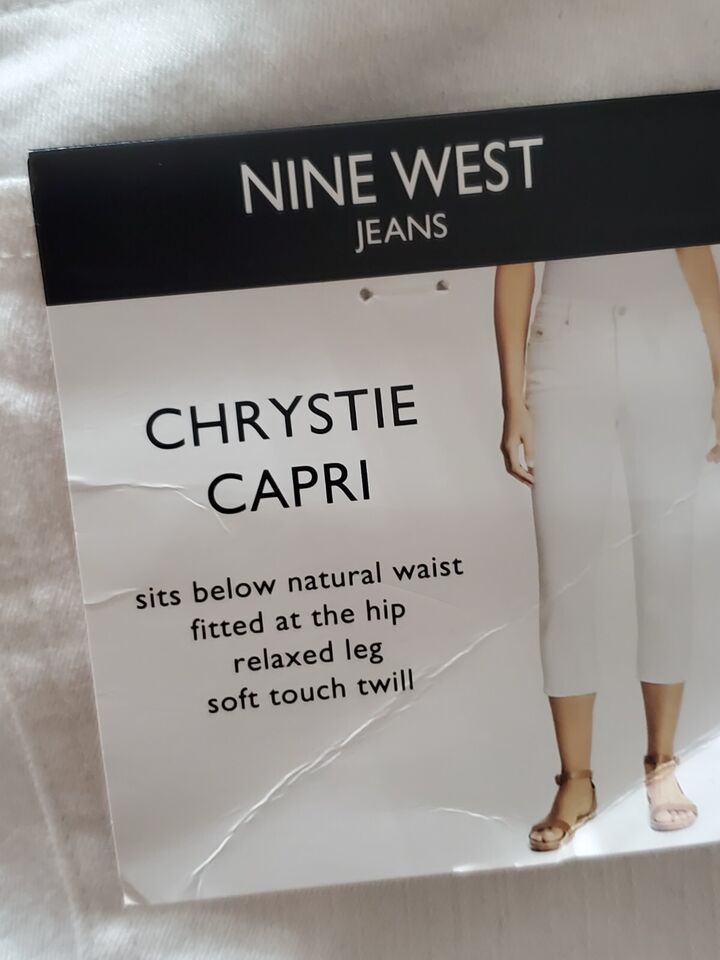 NINE WEST
JEANS
CHRYSTIE
CAPRI
sits below natural waist
fitted at the hip
relaxed leg
soft touch twill